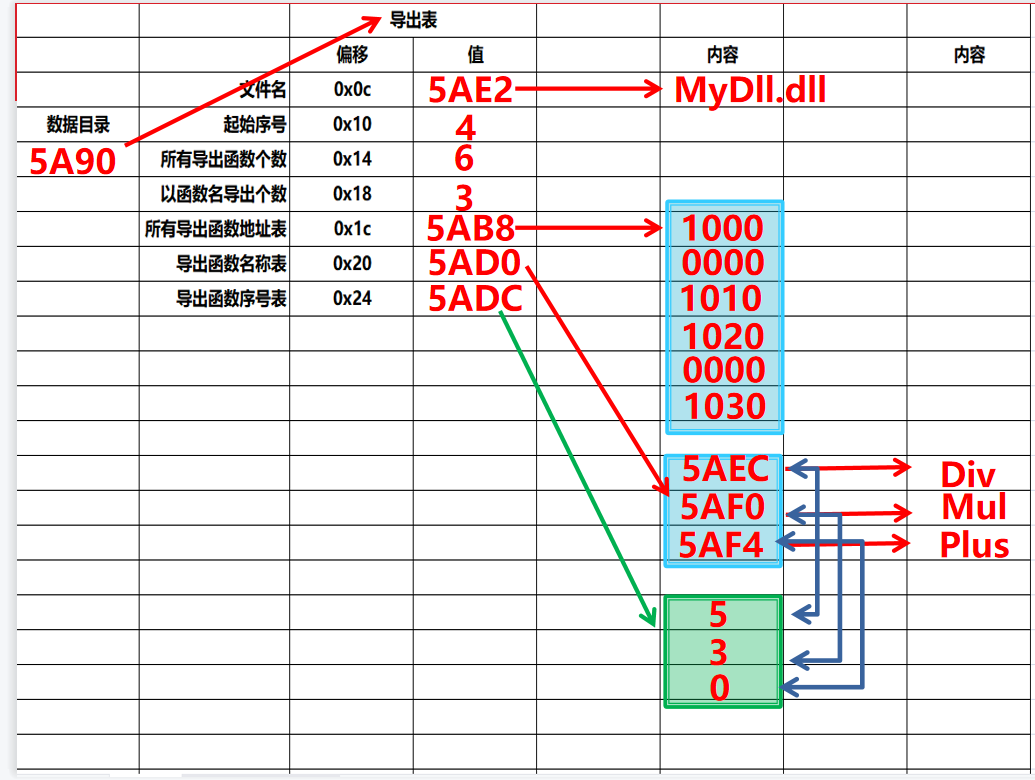 导出表
偏移 值 内容 内容
文件名 0x0c 5AE2 MyDll.dll
数据目录 起始序号 0x10 4
5A90 所有导出函数个数 0x14 6
以函数名导出个数 0x18 3
所有导出函数地址表 0x1c 5AB8 1000
导出函数名称表 0x20 5AD0 0000
导出函数序号表 0x24 5ADC 1010
1020
0000
1030
5AEC Div
5AF0 Mul
5AF4 Plus
5
3
0